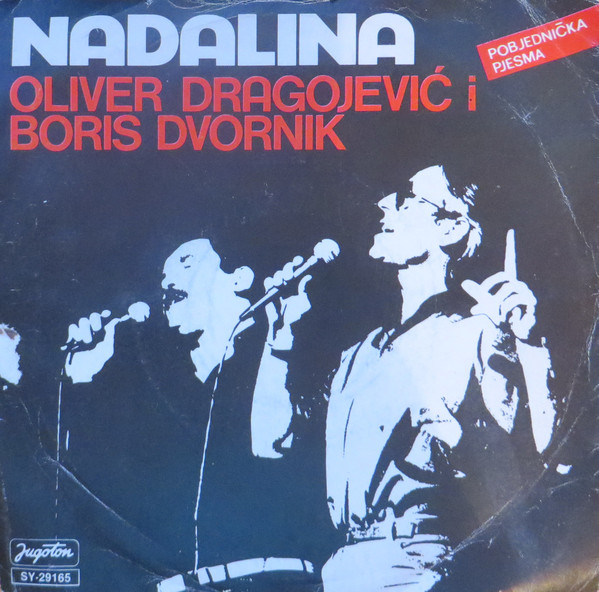 NADALINA
OLIVER DRAGOJEVIĆ i
BORIS DVORNIK
POBJEDNIČKA
PJESMA
Jugoton
SY-29165